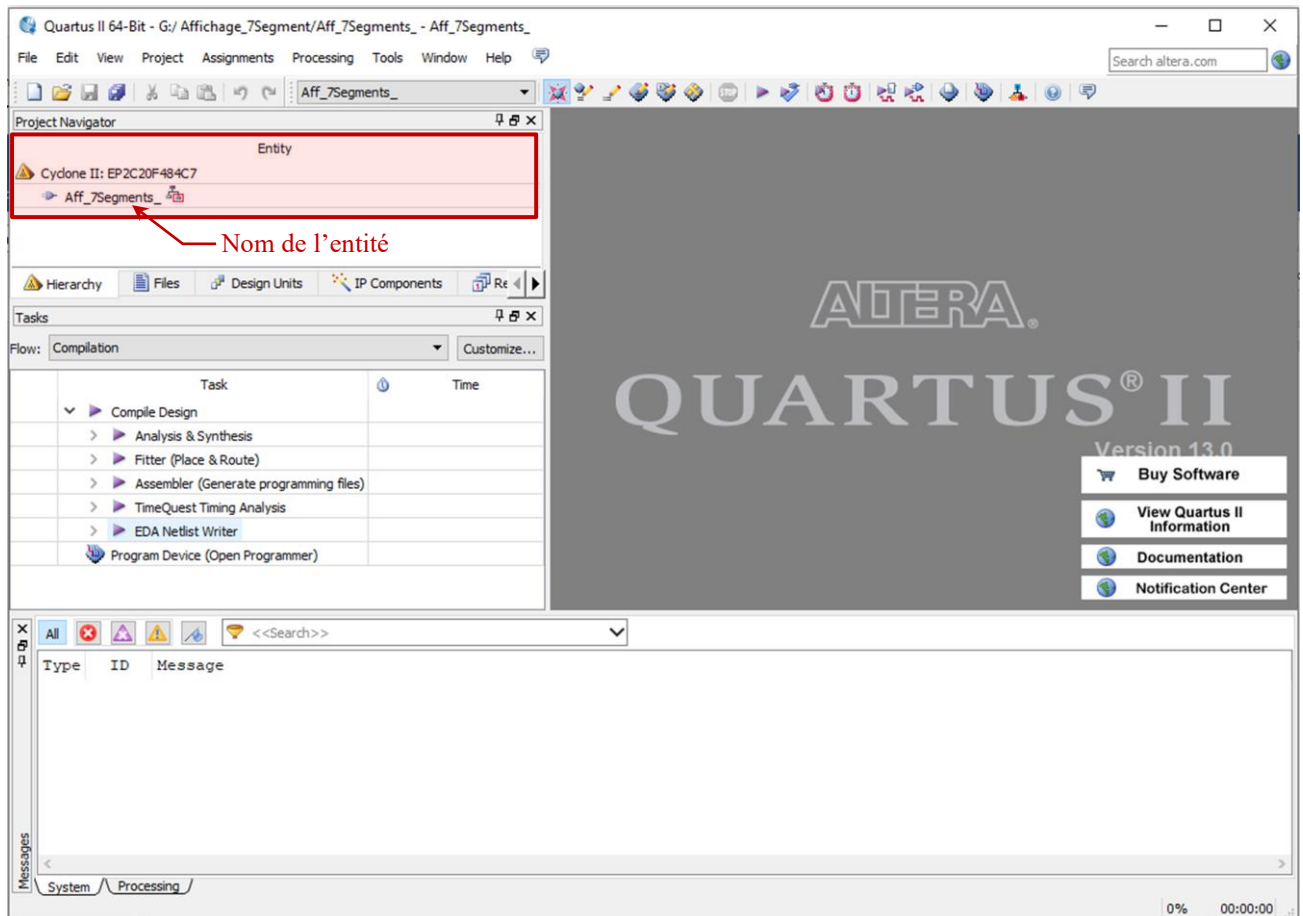 Quartus II 64-Bit - G:/ Affichage_7Segment/Aff_7Segments_ - Aff_7Segments_
File Edit View Project Assignments Processing Tools Window Help
Search altera.com
Aff_7Segments_
Project Navigator
Entity
Cyclone II: EP2C20F484C7
Aff_7Segments_
Nom de l’entité
Hierarchy Files Design Units IP Components Re
Tasks
Flow: Compilation Customize...
Task Time
Compile Design
Analysis & Synthesis
Fitter (Place & Route)
Assembler (Generate programming files)
TimeQuest Timing Analysis
EDA Netlist Writer
Program Device (Open Programmer)
ALTERA®
QUARTUS® II
Version 13.0
Buy Software
View Quartus II
Information
Documentation
Notification Center
All <<Search>>
Type ID Message
Messages
System Processing
0% 00:00:00